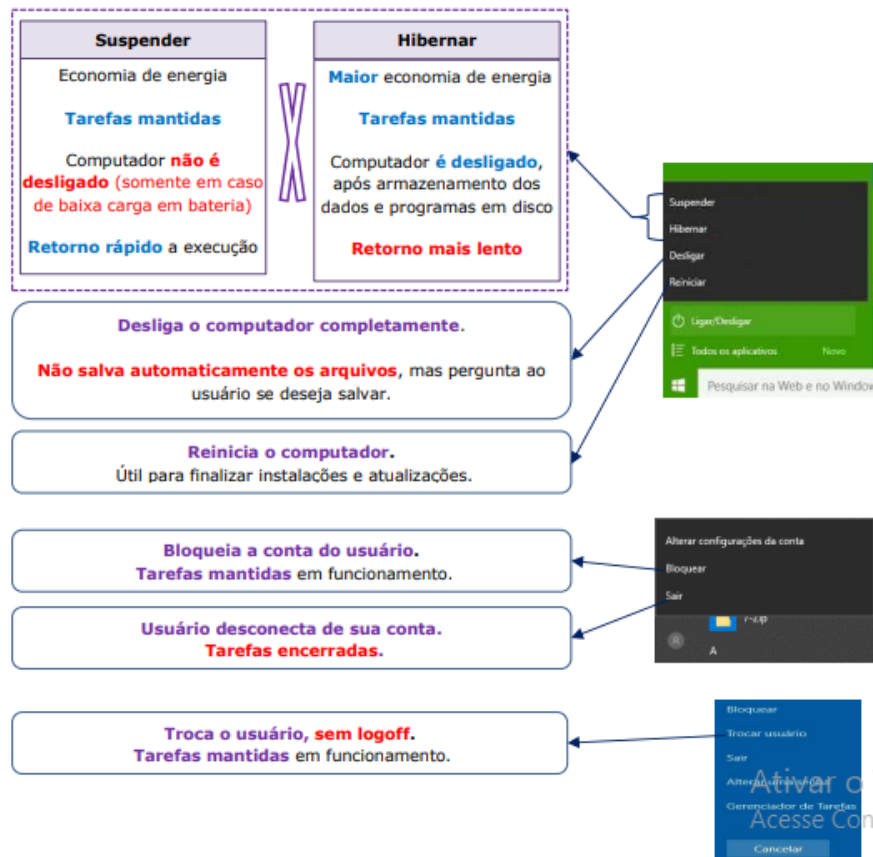 Suspender
Economia de energia
Tarefas mantidas
Computador não é
desligado (somente em caso
de baixa carga em bateria)
Retorno rápido a execução
X
Hibernar
Maior economia de energia
Tarefas mantidas
Computador é desligado,
após armazenamento dos
dados e programas em disco
Retorno mais lento
Suspender
Hibernar
Desligar
Reiniciar
Ligar/Desligar
Todos os aplicativos Novo
Pesquisar na Web e no Window
Desliga o computador completamente.
Não salva automaticamente os arquivos, mas pergunta ao
usuário se deseja salvar.
Reinicia o computador.
Útil para finalizar instalações e atualizações.
Alterar configurações da conta
Bloquear
Sair
7-Zip
A
Bloqueia a conta do usuário.
Tarefas mantidas em funcionamento.
Usuário desconecta de sua conta.
Tarefas encerradas.
Troca o usuário, sem logoff.
Tarefas mantidas em funcionamento.
Bloquear
Trocar usuário
Sair
Alterar uma senha
Gerenciador de Tarefas
Cancelar
Ativar o
Acesse Con